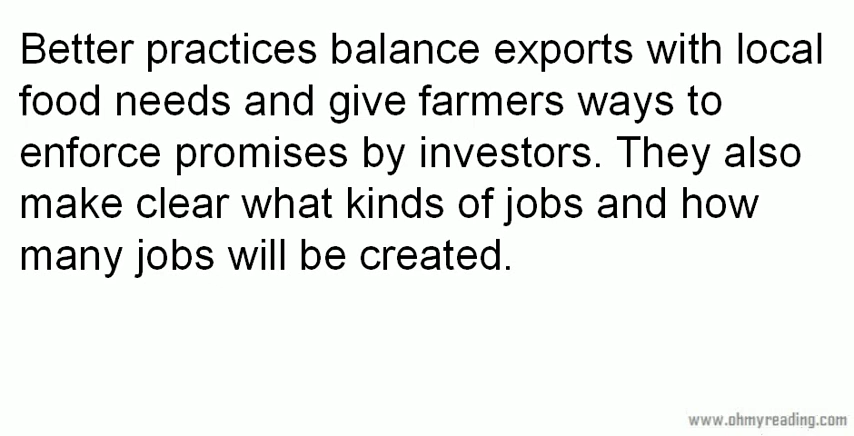 Better practices balance exports with local
food needs and give farmers ways to
enforce promises by investors. They also
make clear what kinds of jobs and how
many jobs will be created.
www.ohmyreading.com